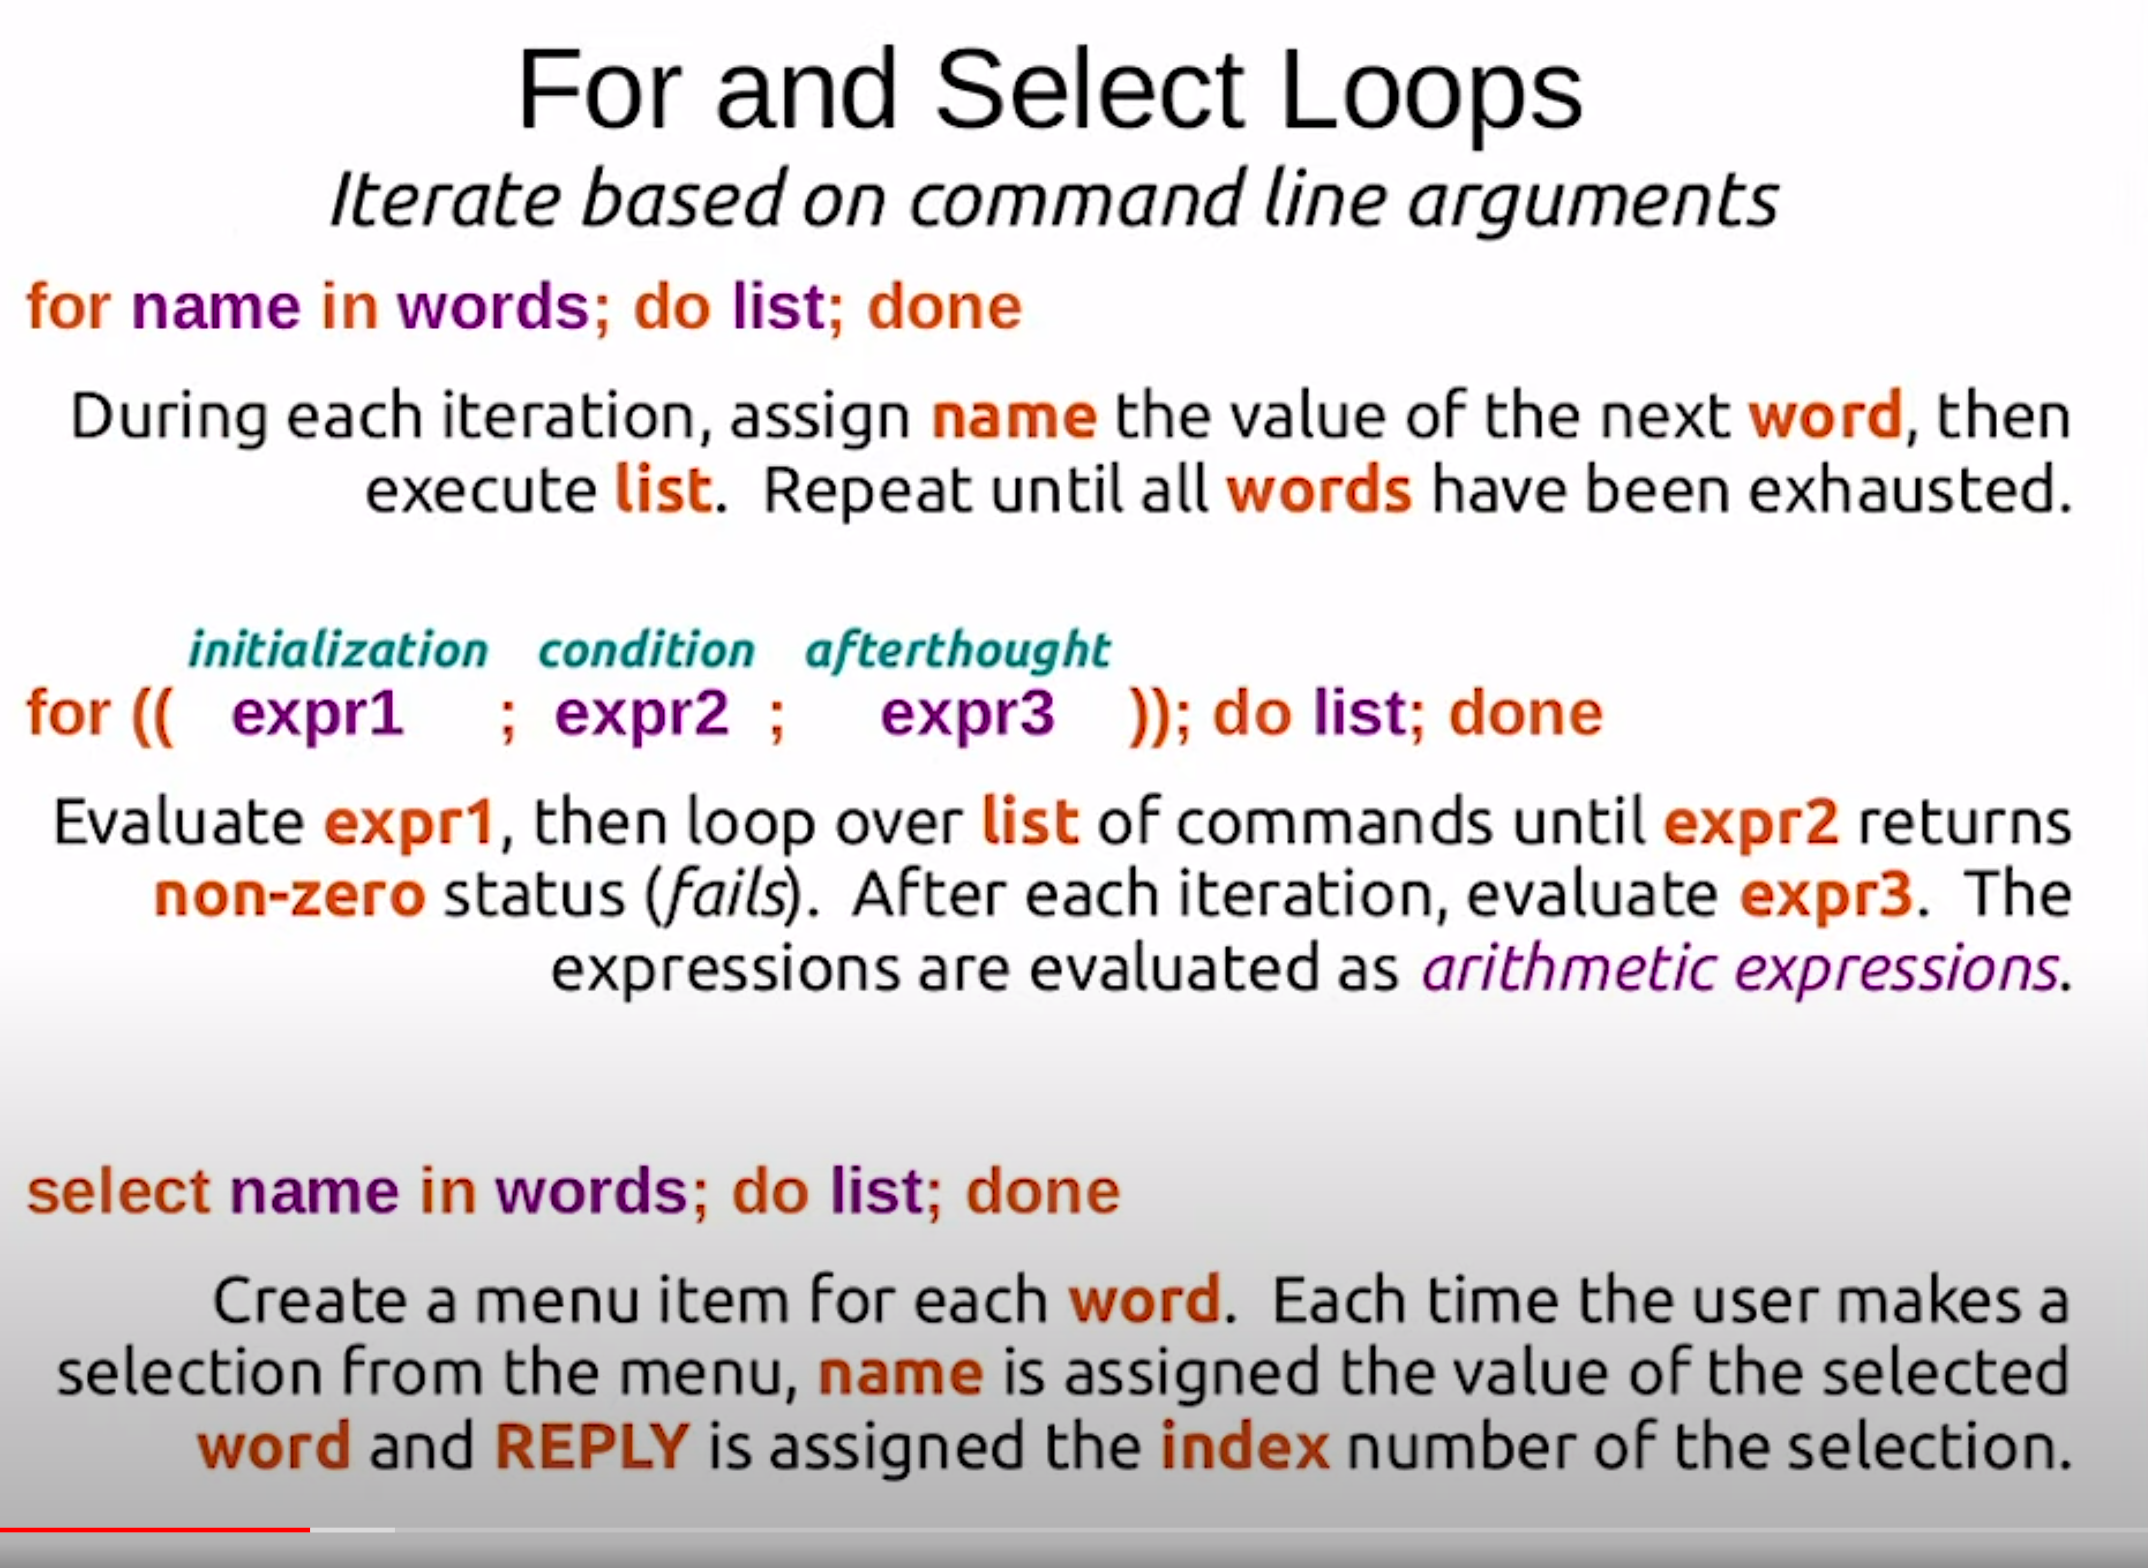 For and Select Loops
Iterate based on command line arguments
for name in words; do list; done
During each iteration, assign name the value of the next word, then
execute list.  Repeat until all words have been exhausted.
initialization condition afterthought
for (( expr1 ; expr2 ; expr3 )); do list; done
Evaluate expr1, then loop over list of commands until expr2 returns
non-zero status (fails).  After each iteration, evaluate expr3.  The
expressions are evaluated as arithmetic expressions.
select name in words; do list; done
Create a menu item for each word.  Each time the user makes a
selection from the menu, name is assigned the value of the selected
word and REPLY is assigned the index number of the selection.